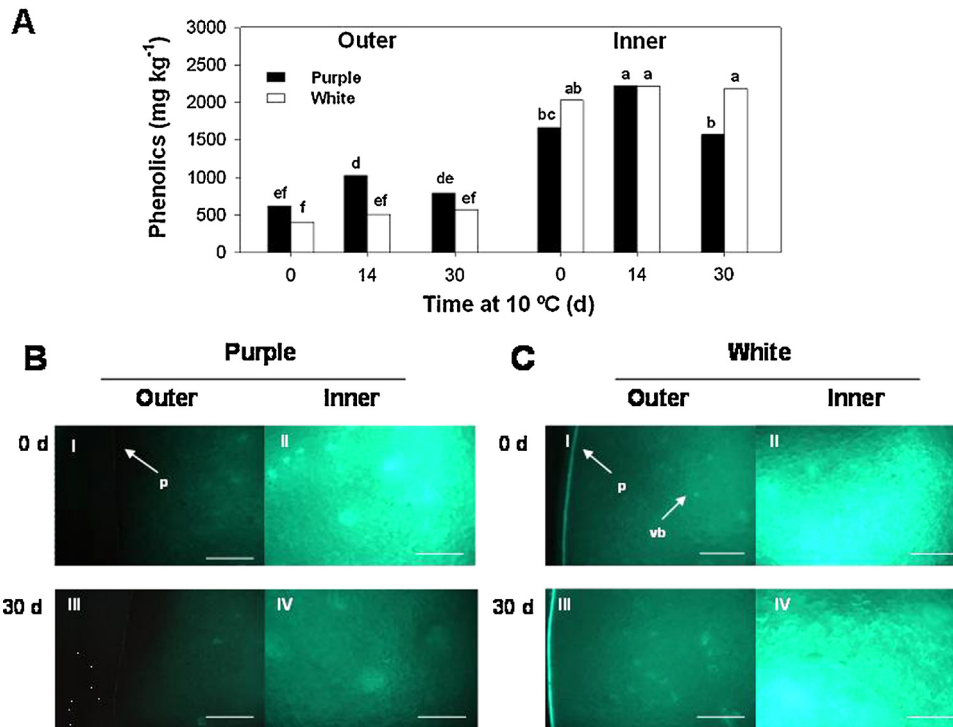 A
Phenolics (mg kg-1)
3000
2500
2000
1500
1000
500
0
Outer
Inner
Purple
White
ef
f
d
ef
de
ef
bc
ab
a
a
b
a
0
14
30
0
14
30
Time at 10 ºC (d)
B
Purple
Outer
Inner
0 d
I
p
II
30 d
III
IV
C
White
Outer
Inner
0 d
I
p
vb
II
30 d
III
IV